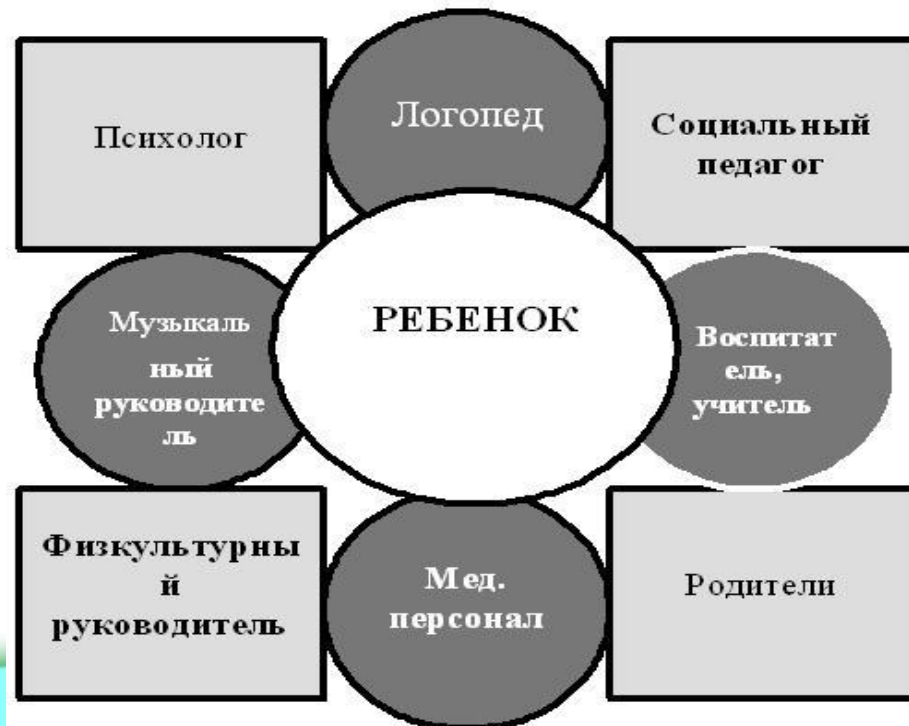 Психолог
Логопед
Социальный
педагог
Музыкаль
ный
руководите
ль
РЕБЕНОК
Воспитат
ель,
учитель
Физкультурны
й
руководитель
Мед.
персонал
Родители